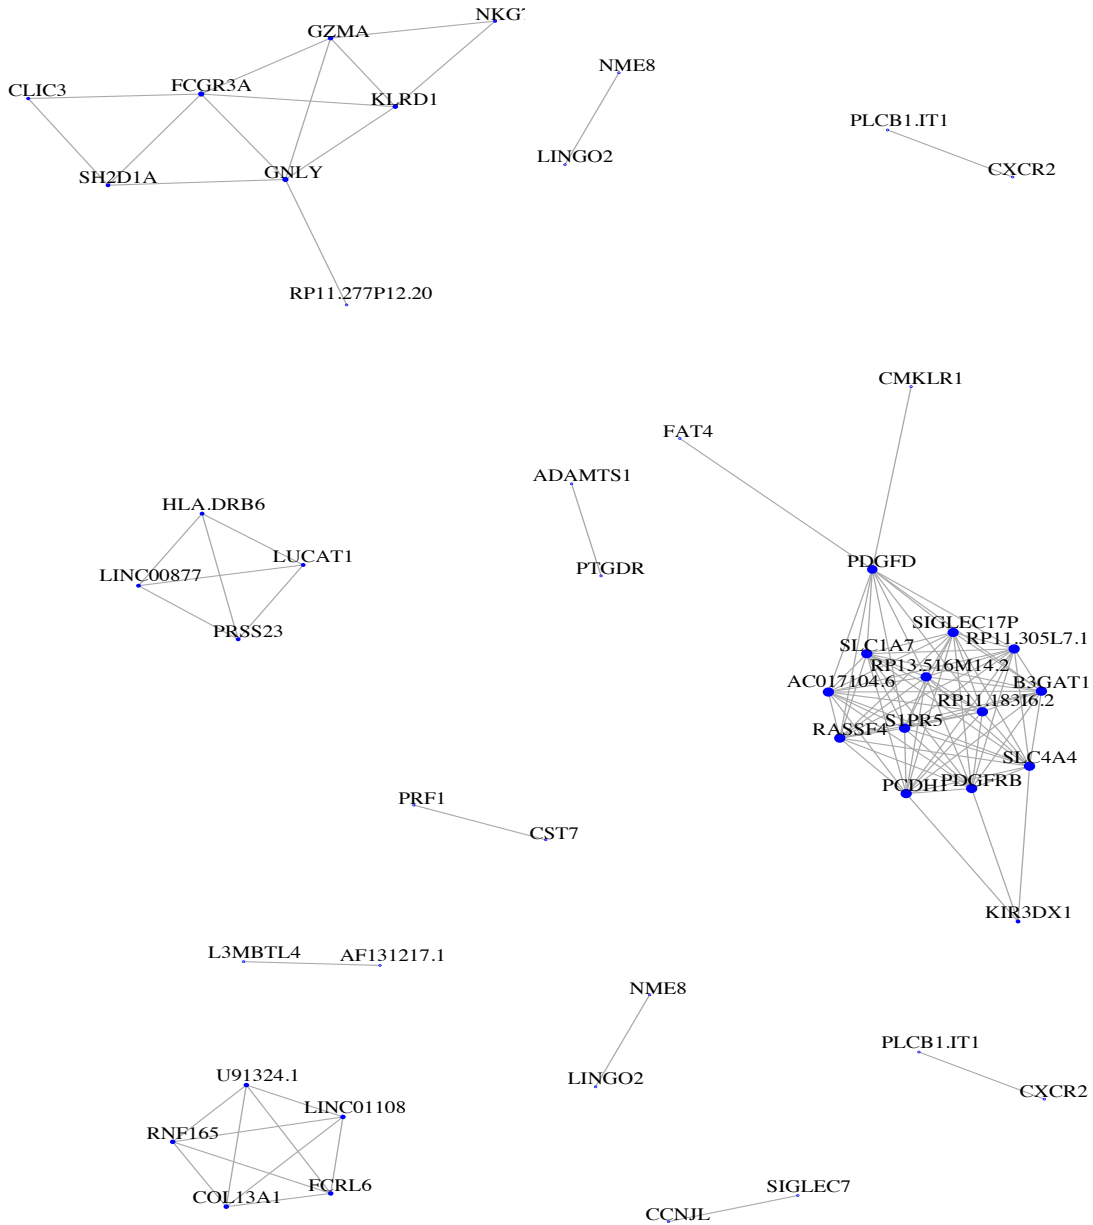 NKG
GZMA
NME8
CLIC3
FCGR3A
KLRD1
PLCB1.IT1
LINGO2
CXCR2
SH2D1A
GNLY
RP11.277P12.20
CMKLR1
FAT4
ADAMTS1
HLA.DRB6
LUCAT1
PDGFD
LINC00877
PTGDR
SIGLEC17P
PRSS23
RP11.305L7.1
SLC1A7
RP13.516M14.2
AC017104.6
B3GAT1
RP11.183I6.2
S1PR5
RASSF4
SLC4A4
PCDH1
PDGFRB
PRF1
CST7
KIR3DX1
L3MBTL4
AF131217.1
NME8
PLCB1.IT1
U91324.1
LINGO2
CXCR2
LINC01108
RNF165
FCRL6
SIGLEC7
COL13A1
CCNJL